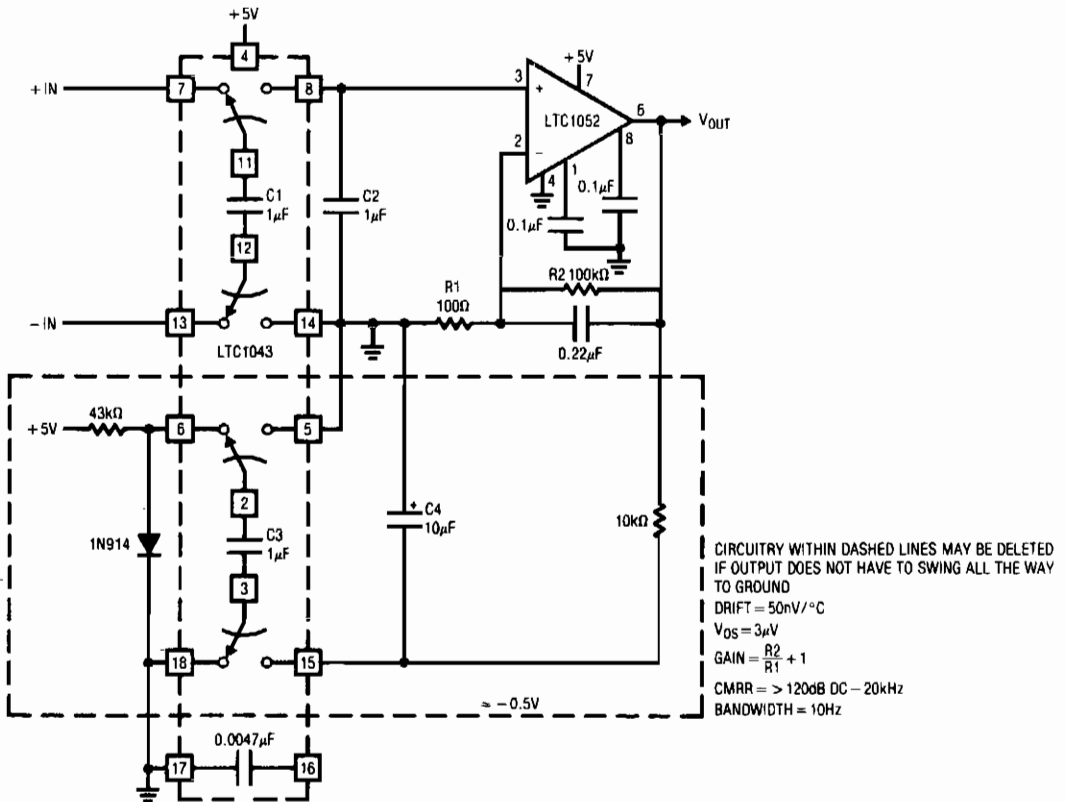 +5V
4
+IN
7
8
11
C1
1µF
12
C2
1µF
-IN
13
14
LTC1043
3
+
+5V
7
LTC1052
6
VOUT
2
−
4
1
8
0.1µF
0.1µF
R1
100Ω
R2 100kΩ
0.22µF
43kΩ
+5V
6
5
2
C3
1µF
3
1N914
18
15
+ C4
10µF
10kΩ
≈ −0.5V
0.0047µF
17
16
CIRCUITRY WITHIN DASHED LINES MAY BE DELETED
IF OUTPUT DOES NOT HAVE TO SWING ALL THE WAY
TO GROUND
DRIFT = 50nV/°C
VOS = 3µV
GAIN = R2/R1 + 1
CMRR = > 120dB DC – 20kHz
BANDWIDTH = 10Hz